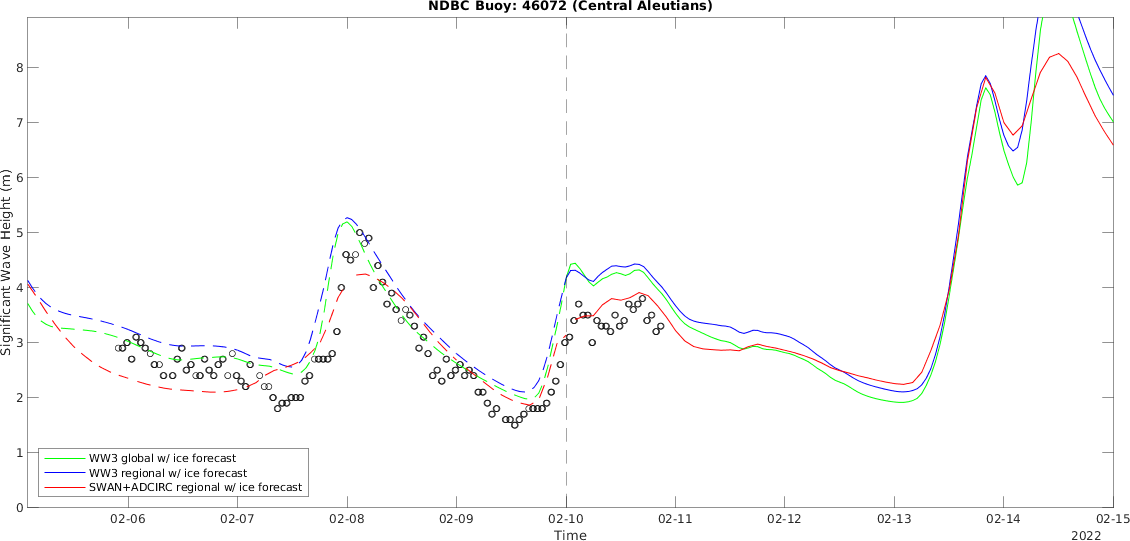 NDBC Buoy: 46072 (Central Aleutians)
Significant Wave Height (m)
8
7
6
5
4
3
2
1
0
WW3 global w/ ice forecast
WW3 regional w/ ice forecast
SWAN+ADCIRC regional w/ ice forecast
02-06 02-07 02-08 02-09 02-10 02-11 02-12 02-13 02-14 02-15
Time
2022